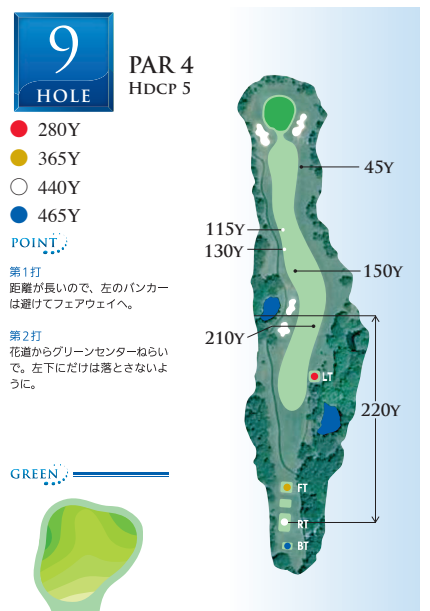 9
HOLE
PAR 4
HDCP 5
280Y
365Y
440Y
465Y
POINT
第1打
距離が長いので、左のバンカー
は避けてフェアウェイへ。
第2打
花道からグリーンセンターねらい
で。左下にだけは落とさないよ
うに。
GREEN
45Y
115Y
130Y
150Y
210Y
LT
220Y
FT
RT
BT